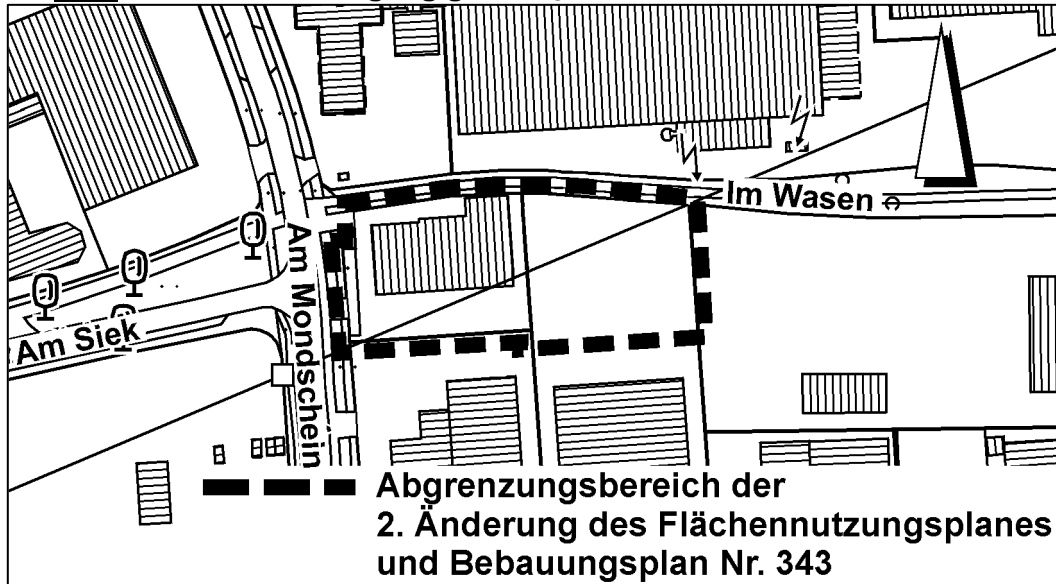 Im Wasen
Am Mondschein
Am Siek
Abgrenzungsbereich der
2. Änderung des Flächennutzungsplanes
und Bebauungsplan Nr. 343